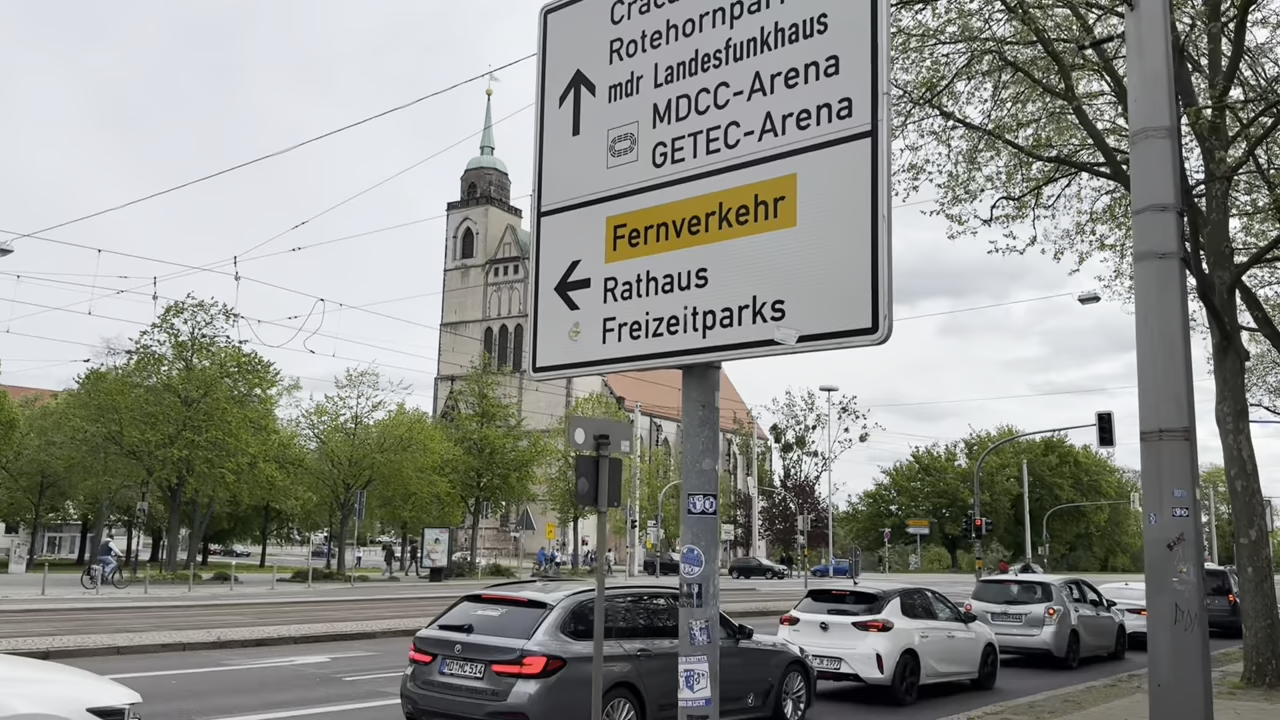 Rotehornpark
mdr Landesfunkhaus
MDCC-Arena
GETEC-Arena
Fernverkehr
Rathaus
Freizeitparks
MD MC 514